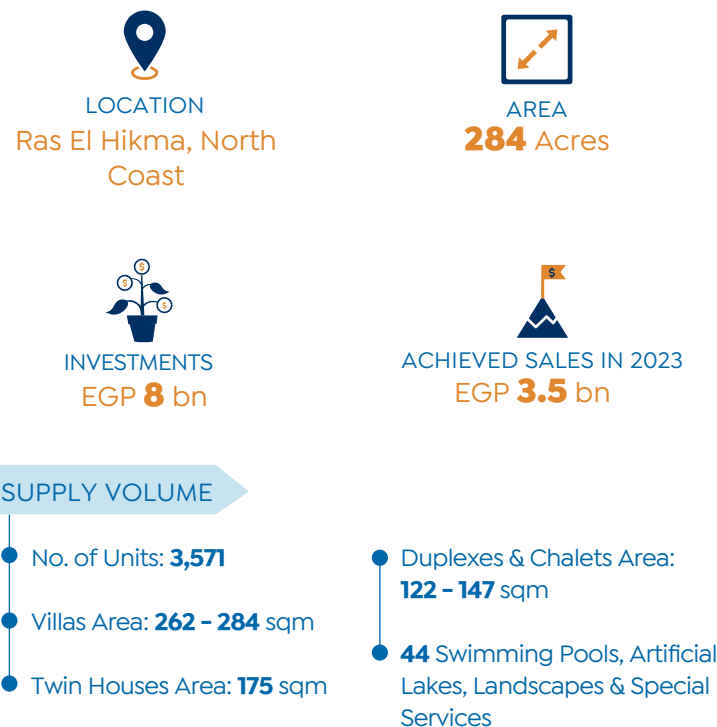 LOCATION
Ras El Hikma, North
Coast
AREA
284 Acres
$
$
$
INVESTMENTS
EGP 8 bn
$
ACHIEVED SALES IN 2023
EGP 3.5 bn
SUPPLY VOLUME
No. of Units: 3,571
Villas Area: 262 - 284 sqm
Twin Houses Area: 175 sqm
Duplexes & Chalets Area:
122 - 147 sqm
44 Swimming Pools, Artificial
Lakes, Landscapes & Special
Services